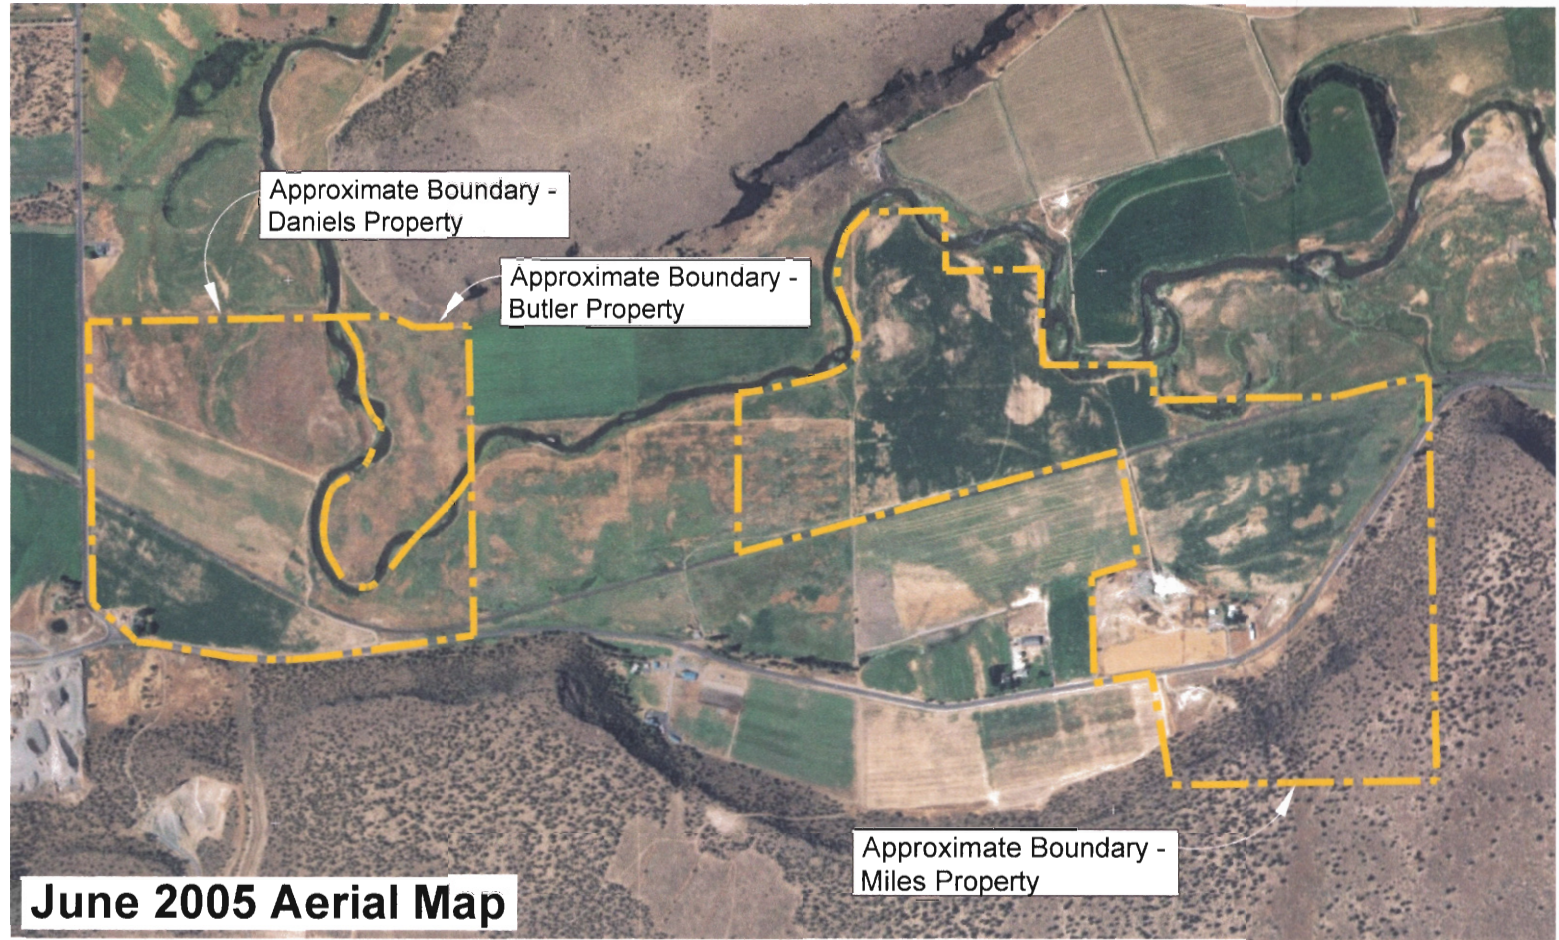 Approximate Boundary -
Daniels Property
Approximate Boundary -
Butler Property
Approximate Boundary -
Miles Property
June 2005 Aerial Map